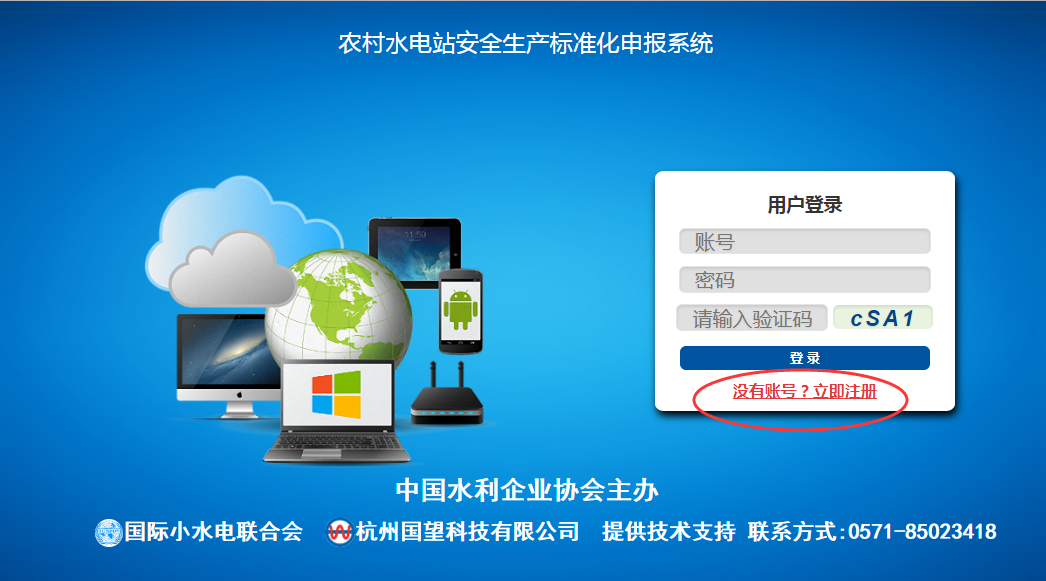 农村水电站安全生产标准化申报系统
用户登录
账号
密码
请输入验证码 cSA1
登录
没有账号？立即注册
11:59
中国水利企业协会主办
国际小水电联合会 杭州国望科技有限公司 提供技术支持 联系方式:0571-85023418